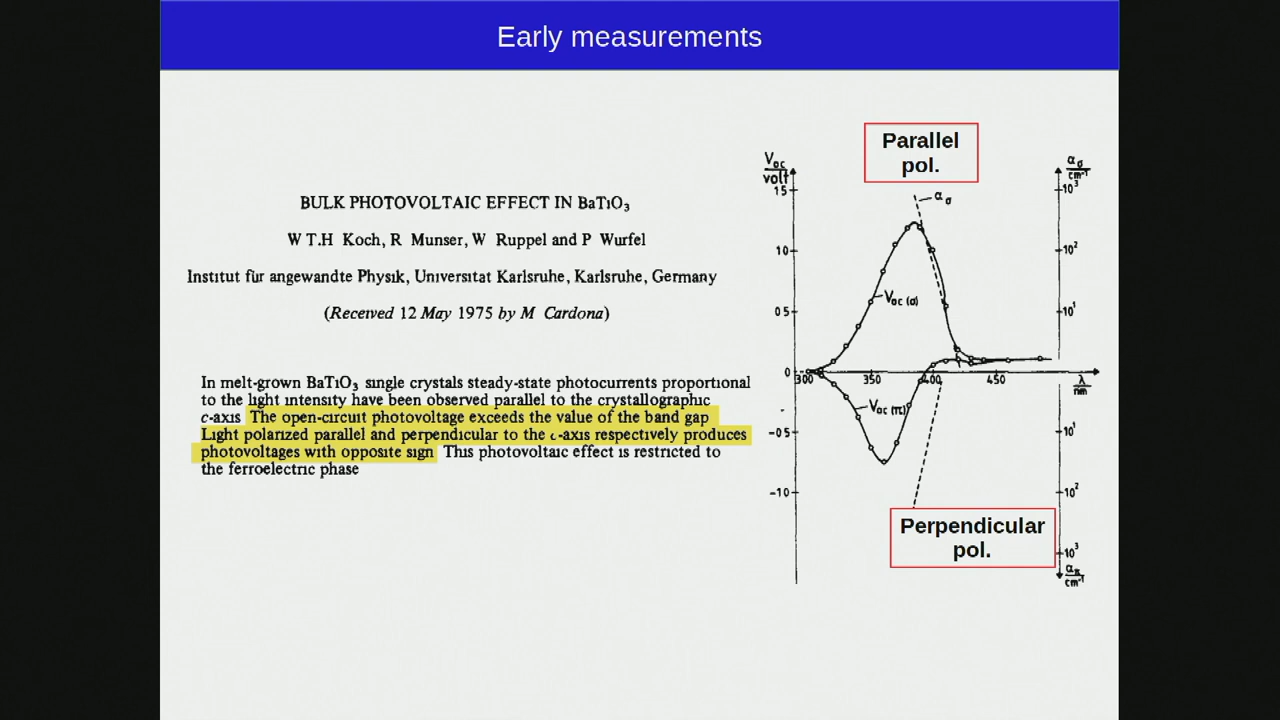 Early measurements
BULK PHOTOVOLTAIC EFFECT IN BaTiO₃
W T.H Koch, R Munser, W Ruppel and P Wurfel
Institut für angewandte Physik, Universitat Karlsruhe, Karlsruhe, Germany
(Received 12 May 1975 by M Cardona)
In melt-grown BaTiO₃ single crystals steady-state photocurrents proportional
to the light intensity have been observed parallel to the crystallographic
c-axis The open-circuit photovoltage exceeds the value of the band gap
Light polarized parallel and perpendicular to the c-axis respectively produces
photovoltages with opposite sign This photovoltaic effect is restricted to
the ferroelectric phase
Parallel
pol.
Voc
volt
ασ
cm⁻¹
15
10³
ασ
10
10²
Voc (σ)
05
10¹
0
300
350
400
450
λ
nm
Voc (π)
-05
10¹
-10
10²
Perpendicular
pol.
10³
απ
cm⁻¹